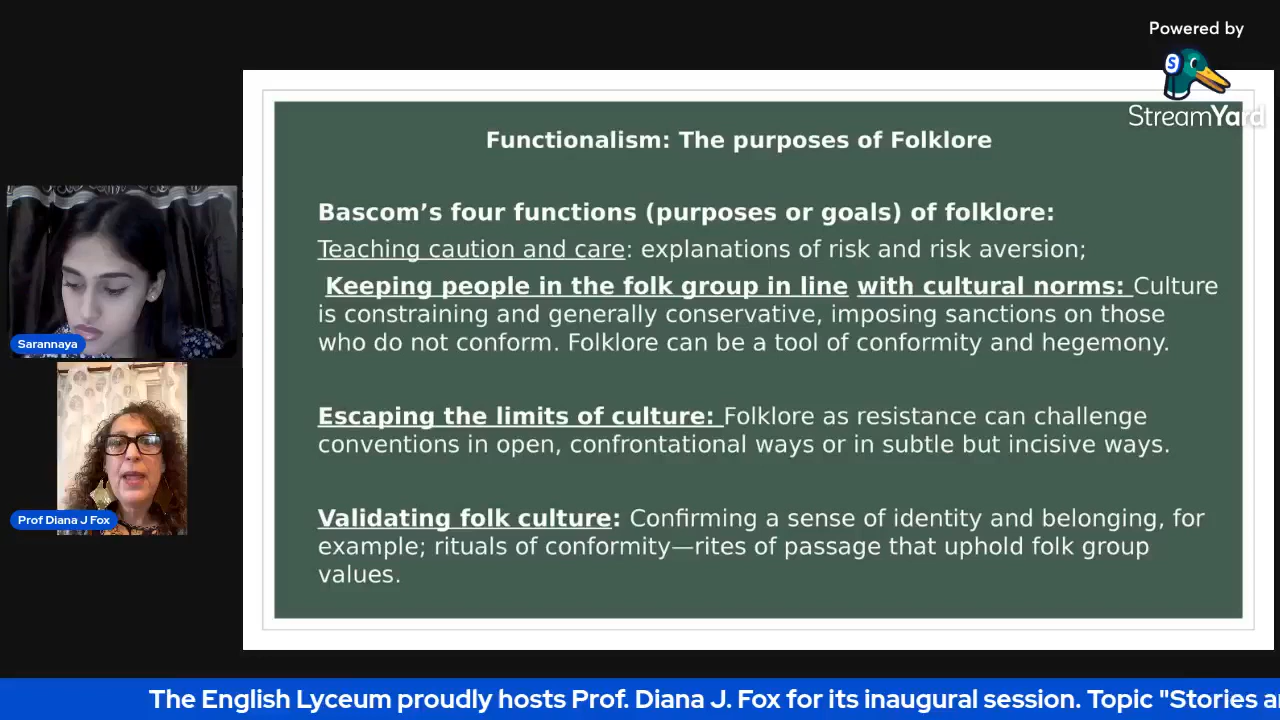 Powered by
S
StreamYard
Functionalism: The purposes of Folklore
Bascom’s four functions (purposes or goals) of folklore:
Teaching caution and care: explanations of risk and risk aversion;
Keeping people in the folk group in line with cultural norms: Culture
is constraining and generally conservative, imposing sanctions on those
who do not conform. Folklore can be a tool of conformity and hegemony.
Escaping the limits of culture: Folklore as resistance can challenge
conventions in open, confrontational ways or in subtle but incisive ways.
Validating folk culture: Confirming a sense of identity and belonging, for
example; rituals of conformity—rites of passage that uphold folk group
values.
Sarannaya
Prof Diana J Fox
The English Lyceum proudly hosts Prof. Diana J. Fox for its inaugural session. Topic "Stories a